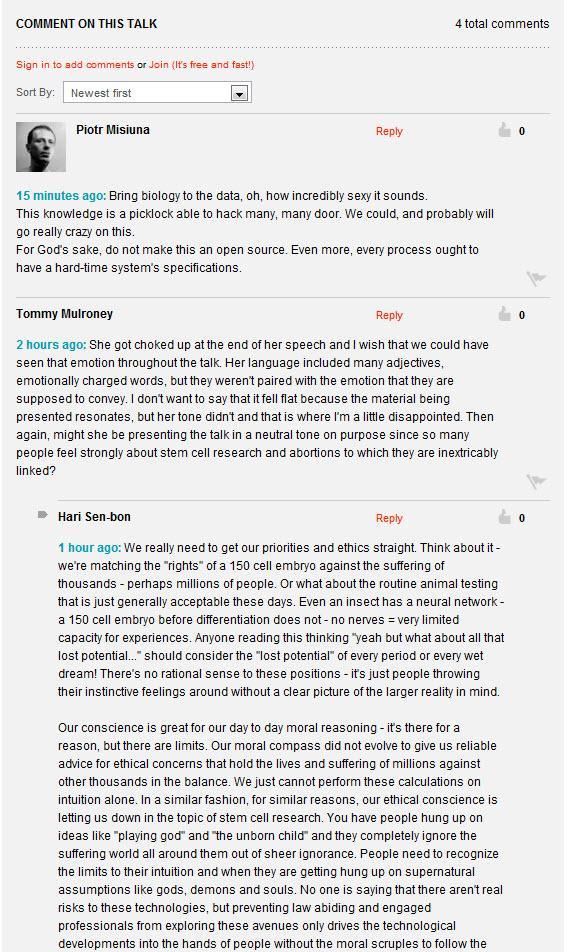 COMMENT ON THIS TALK
4 total comments
Sign in to add comments or Join (It's free and fast!)
Sort By: Newest first
Piotr Misiuna
Reply
0
15 minutes ago: Bring biology to the data, oh, how incredibly sexy it sounds.
This knowledge is a picklock able to hack many, many door. We could, and probably will
go really crazy on this.
For God's sake, do not make this an open source. Even more, every process ought to
have a hard-time system's specifications.
Tommy Mulroney
Reply
0
2 hours ago: She got choked up at the end of her speech and I wish that we could have
seen that emotion throughout the talk. Her language included many adjectives,
emotionally charged words, but they weren't paired with the emotion that they are
supposed to convey. I don't want to say that it fell flat because the material being
presented resonates, but her tone didn't and that is where I'm a little disappointed. Then
again, might she be presenting the talk in a neutral tone on purpose since so many
people feel strongly about stem cell research and abortions to which they are inextricably
linked?
Hari Sen-bon
Reply
0
1 hour ago: We really need to get our priorities and ethics straight. Think about it -
we're matching the "rights" of a 150 cell embryo against the suffering of
thousands - perhaps millions of people. Or what about the routine animal testing
that is just generally acceptable these days. Even an insect has a neural network -
a 150 cell embryo before differentiation does not - no nerves = very limited
capacity for experiences. Anyone reading this thinking "yeah but what about all that
lost potential..." should consider the "lost potential" of every period or every wet
dream! There's no rational sense to these positions - it's just people throwing
their instinctive feelings around without a clear picture of the larger reality in mind.
Our conscience is great for our day to day moral reasoning - it's there for a
reason, but there are limits. Our moral compass did not evolve to give us reliable
advice for ethical concerns that hold the lives and suffering of millions against
other thousands in the balance. We just cannot perform these calculations on
intuition alone. In a similar fashion, for similar reasons, our ethical conscience is
letting us down in the topic of stem cell research. You have people hung up on
ideas like "playing god" and "the unborn child" and they completely ignore the
suffering world all around them out of sheer ignorance. People need to recognize
the limits to their intuition and when they are getting hung up on supernatural
assumptions like gods, demons and souls. No one is saying that there aren't real
risks to these technologies, but preventing law abiding and engaged
professionals from exploring these avenues only drives the technological
developments into the hands of people without the moral scruples to follow the